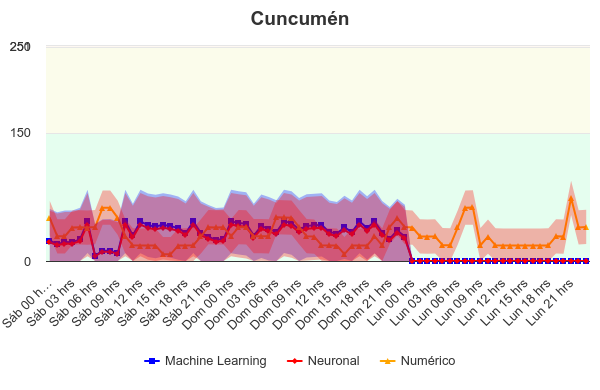 Cuncumén
250
150
0
Sáb 00 h...
Sáb 03 hrs
Sáb 06 hrs
Sáb 09 hrs
Sáb 12 hrs
Sáb 15 hrs
Sáb 18 hrs
Sáb 21 hrs
Dom 00 hrs
Dom 03 hrs
Dom 06 hrs
Dom 09 hrs
Dom 12 hrs
Dom 15 hrs
Dom 18 hrs
Dom 21 hrs
Lun 00 hrs
Lun 03 hrs
Lun 06 hrs
Lun 09 hrs
Lun 12 hrs
Lun 15 hrs
Lun 18 hrs
Lun 21 hrs
Machine Learning
Neuronal
Numérico